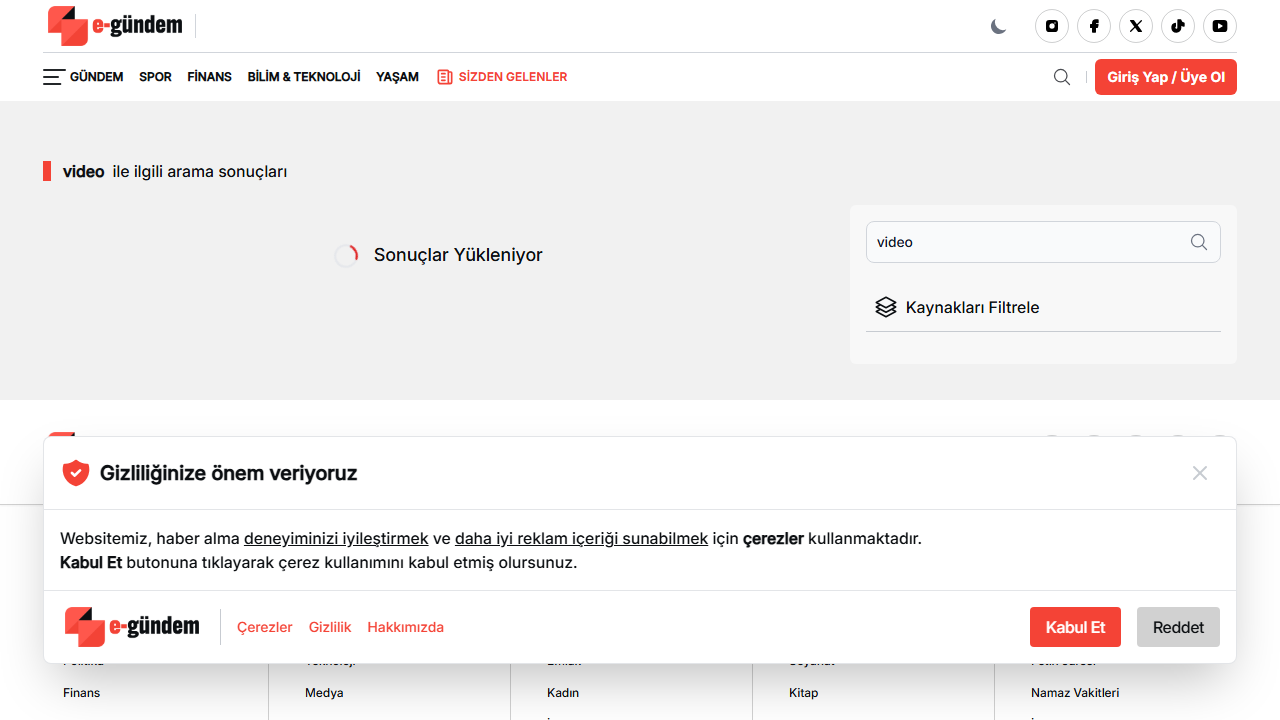 e-gündem
GÜNDEM SPOR FİNANS BİLİM & TEKNOLOJİ YAŞAM SİZDEN GELENLER
Giriş Yap / Üye Ol
video ile ilgili arama sonuçları
Sonuçlar Yükleniyor
video
Kaynakları Filtrele
Gizliliğinize önem veriyoruz
Websitemiz, haber alma deneyiminizi iyileştirmek ve daha iyi reklam içeriği sunabilmek için çerezler kullanmaktadır.
Kabul Et butonuna tıklayarak çerez kullanımını kabul etmiş olursunuz.
e-gündem
Çerezler Gizlilik Hakkımızda
Kabul Et Reddet
Finans Medya Kadın Kitap Namaz Vakitleri